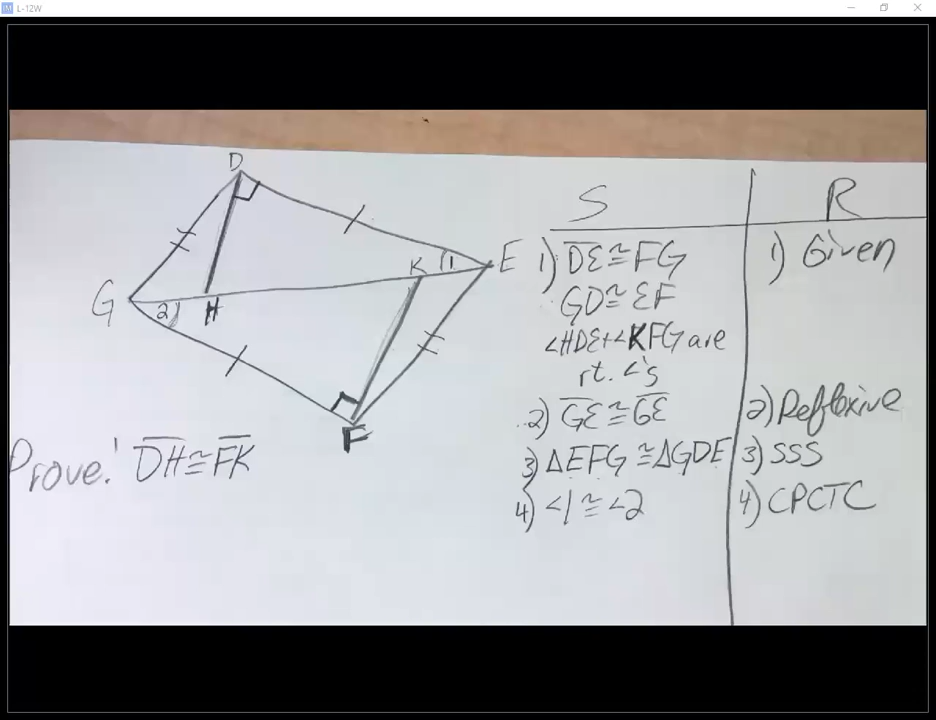 L-12W
D
E
K
1
G
2
H
F
Prove: DH≅FK
S
R
1) DE≅FG
GD≅EF
∠HDE+∠KFG are
rt. ∠'s
1) Given
2) GE≅GE
2) Reflexive
3) △EFG≅△GDE
3) SSS
4) ∠1≅∠2
4) CPCTC